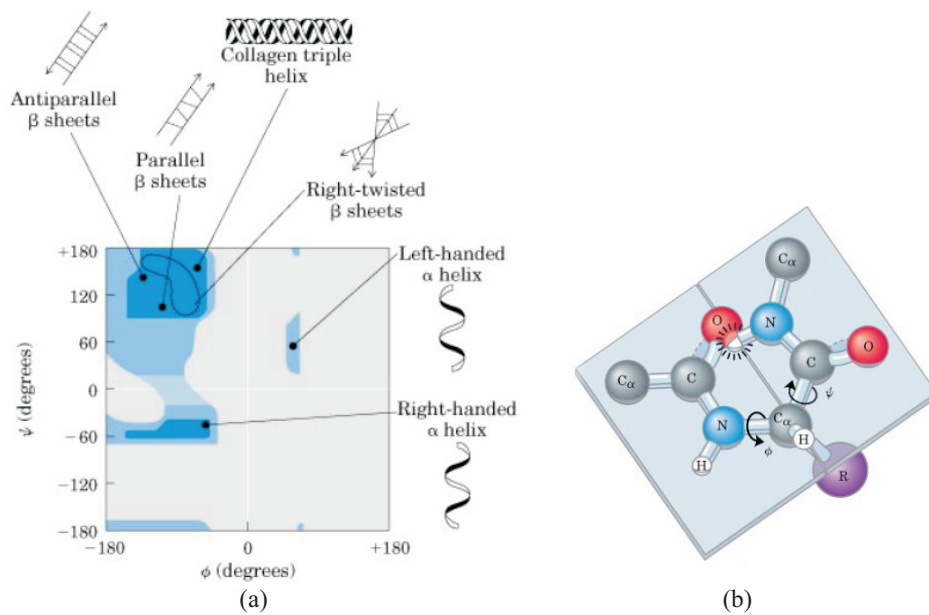 Collagen triple
helix
Antiparallel
β sheets
Parallel
β sheets
Right-twisted
β sheets
Left-handed
α helix
Right-handed
α helix
+180
120
60
0
−60
−120
−180
ψ (degrees)
−180
0
+180
ϕ (degrees)
(a)
Cα
O
N
O
C
Cα
C
ψ
N
Cα
H
ϕ
H
R
(b)